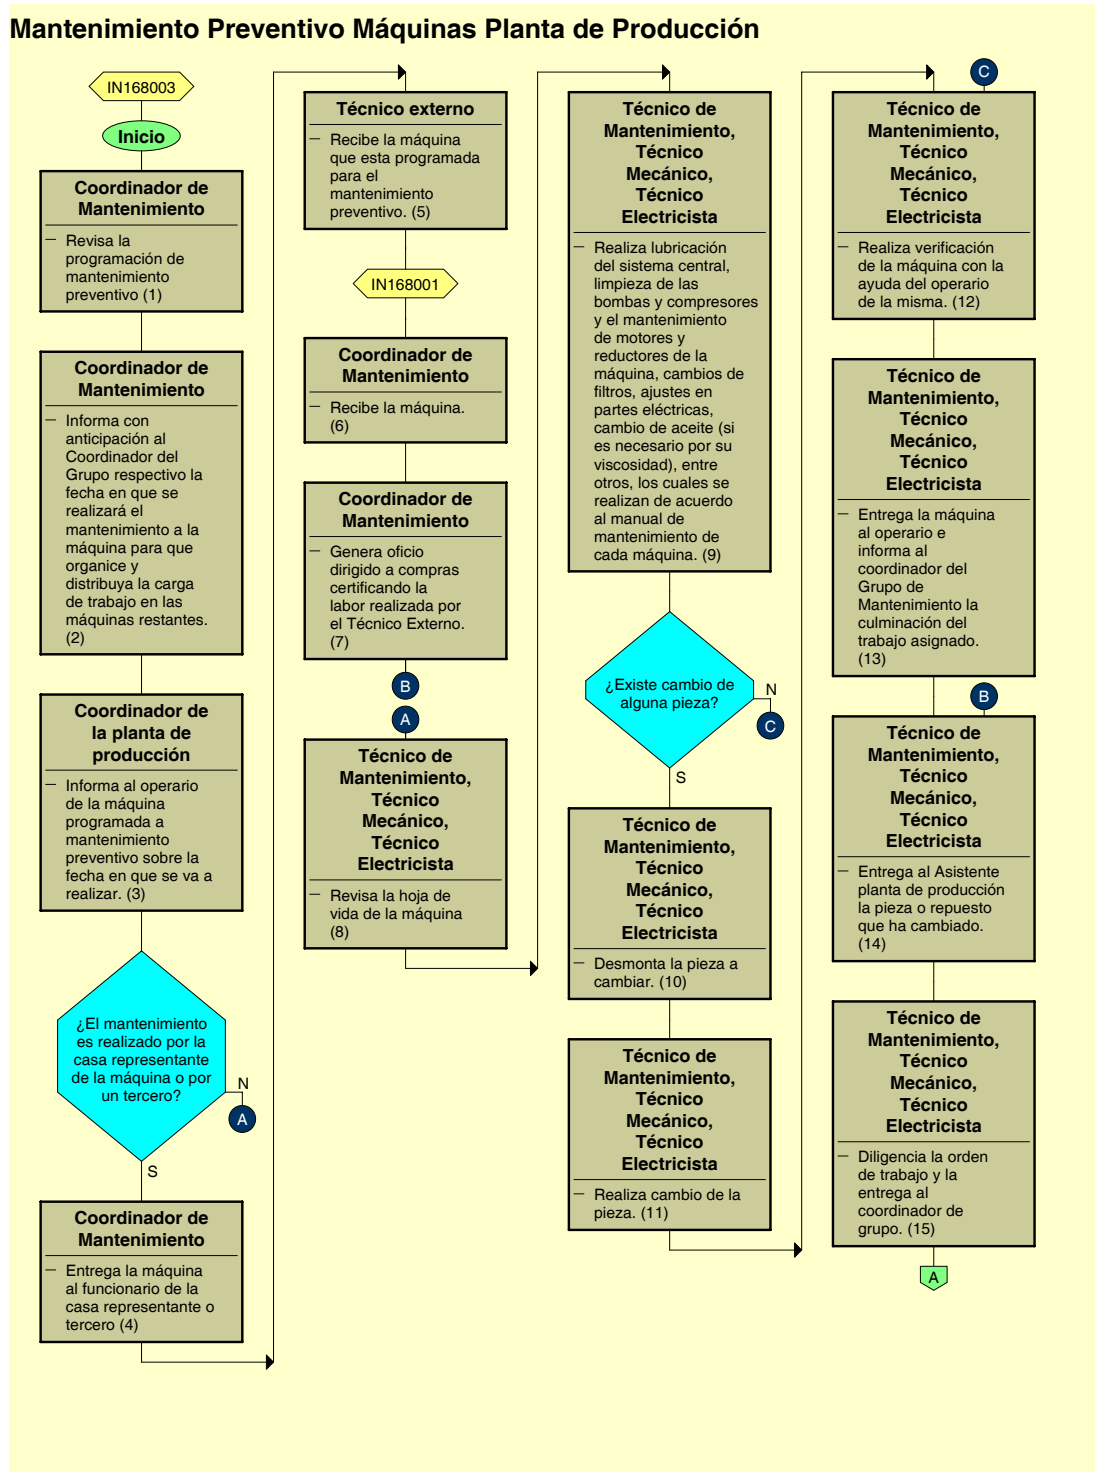 Mantenimiento Preventivo Máquinas Planta de Producción
IN168003
Inicio
Coordinador de
Mantenimiento
— Revisa la
programación de
mantenimiento
preventivo (1)
Coordinador de
Mantenimiento
— Informa con
anticipación al
Coordinador del
Grupo respectivo la
fecha en que se
realizará el
mantenimiento a la
máquina para que
organice y
distribuya la carga
de trabajo en las
máquinas restantes.
(2)
Coordinador de
la planta de
producción
— Informa al operario
de la máquina
programada a
mantenimiento
preventivo sobre la
fecha en que se va a
realizar. (3)
¿El mantenimiento
es realizado por la
casa representante
de la máquina o por
un tercero?
N
A
S
Coordinador de
Mantenimiento
— Entrega la máquina
al funcionario de la
casa representante o
tercero (4)
Técnico externo
— Recibe la máquina
que esta programada
para el
mantenimiento
preventivo. (5)
IN168001
Coordinador de
Mantenimiento
— Recibe la máquina.
(6)
Coordinador de
Mantenimiento
— Genera oficio
dirigido a compras
certificando la
labor realizada por
el Técnico Externo.
(7)
B
A
Técnico de
Mantenimiento,
Técnico
Mecánico,
Técnico
Electricista
— Revisa la hoja de
vida de la máquina
(8)
Técnico de
Mantenimiento,
Técnico
Mecánico,
Técnico
Electricista
— Realiza lubricación
del sistema central,
limpieza de las
bombas y compresores
y el mantenimiento
de motores y
reductores de la
máquina, cambios de
filtros, ajustes en
partes eléctricas,
cambio de aceite (si
es necesario por su
viscosidad), entre
otros, los cuales se
realizan de acuerdo
al manual de
mantenimiento de
cada máquina. (9)
¿Existe cambio de
alguna pieza?
N
C
S
Técnico de
Mantenimiento,
Técnico
Mecánico,
Técnico
Electricista
— Desmonta la pieza a
cambiar. (10)
Técnico de
Mantenimiento,
Técnico
Mecánico,
Técnico
Electricista
— Realiza cambio de la
pieza. (11)
C
Técnico de
Mantenimiento,
Técnico
Mecánico,
Técnico
Electricista
— Realiza verificación
de la máquina con la
ayuda del operario
de la misma. (12)
Técnico de
Mantenimiento,
Técnico
Mecánico,
Técnico
Electricista
— Entrega la máquina
al operario e
informa al
coordinador del
Grupo de
Mantenimiento la
culminación del
trabajo asignado.
(13)
B
Técnico de
Mantenimiento,
Técnico
Mecánico,
Técnico
Electricista
— Entrega al Asistente
planta de producción
la pieza o repuesto
que ha cambiado.
(14)
Técnico de
Mantenimiento,
Técnico
Mecánico,
Técnico
Electricista
— Diligencia la orden
de trabajo y la
entrega al
coordinador de
grupo. (15)
A